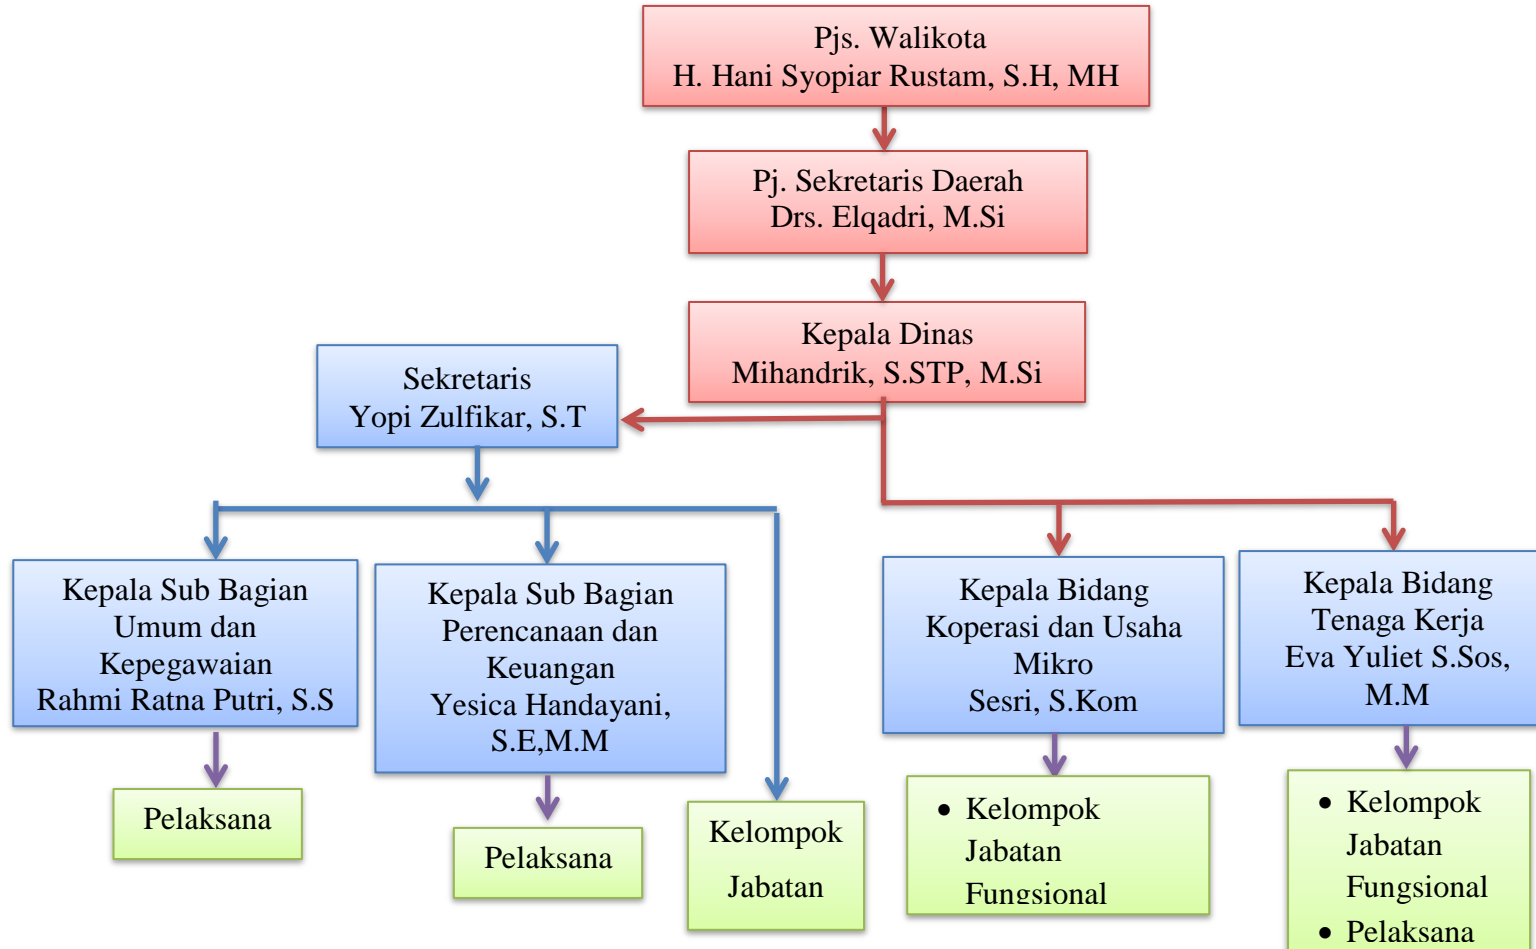 Pjs. Walikota
H. Hani Syopiar Rustam, S.H, MH
Pj. Sekretaris Daerah
Drs. Elqadri, M.Si
Kepala Dinas
Mihandrik, S.STP, M.Si
Sekretaris
Yopi Zulfikar, S.T
Kepala Sub Bagian
Umum dan
Kepegawaian
Rahmi Ratna Putri, S.S
Kepala Sub Bagian
Perencanaan dan
Keuangan
Yesica Handayani,
S.E,M.M
Kepala Bidang
Koperasi dan Usaha
Mikro
Sesri, S.Kom
Kepala Bidang
Tenaga Kerja
Eva Yuliet S.Sos,
M.M
Pelaksana
Pelaksana
Kelompok
Jabatan
• Kelompok
Jabatan
Fungsional
• Kelompok
Jabatan
Fungsional
• Pelaksana